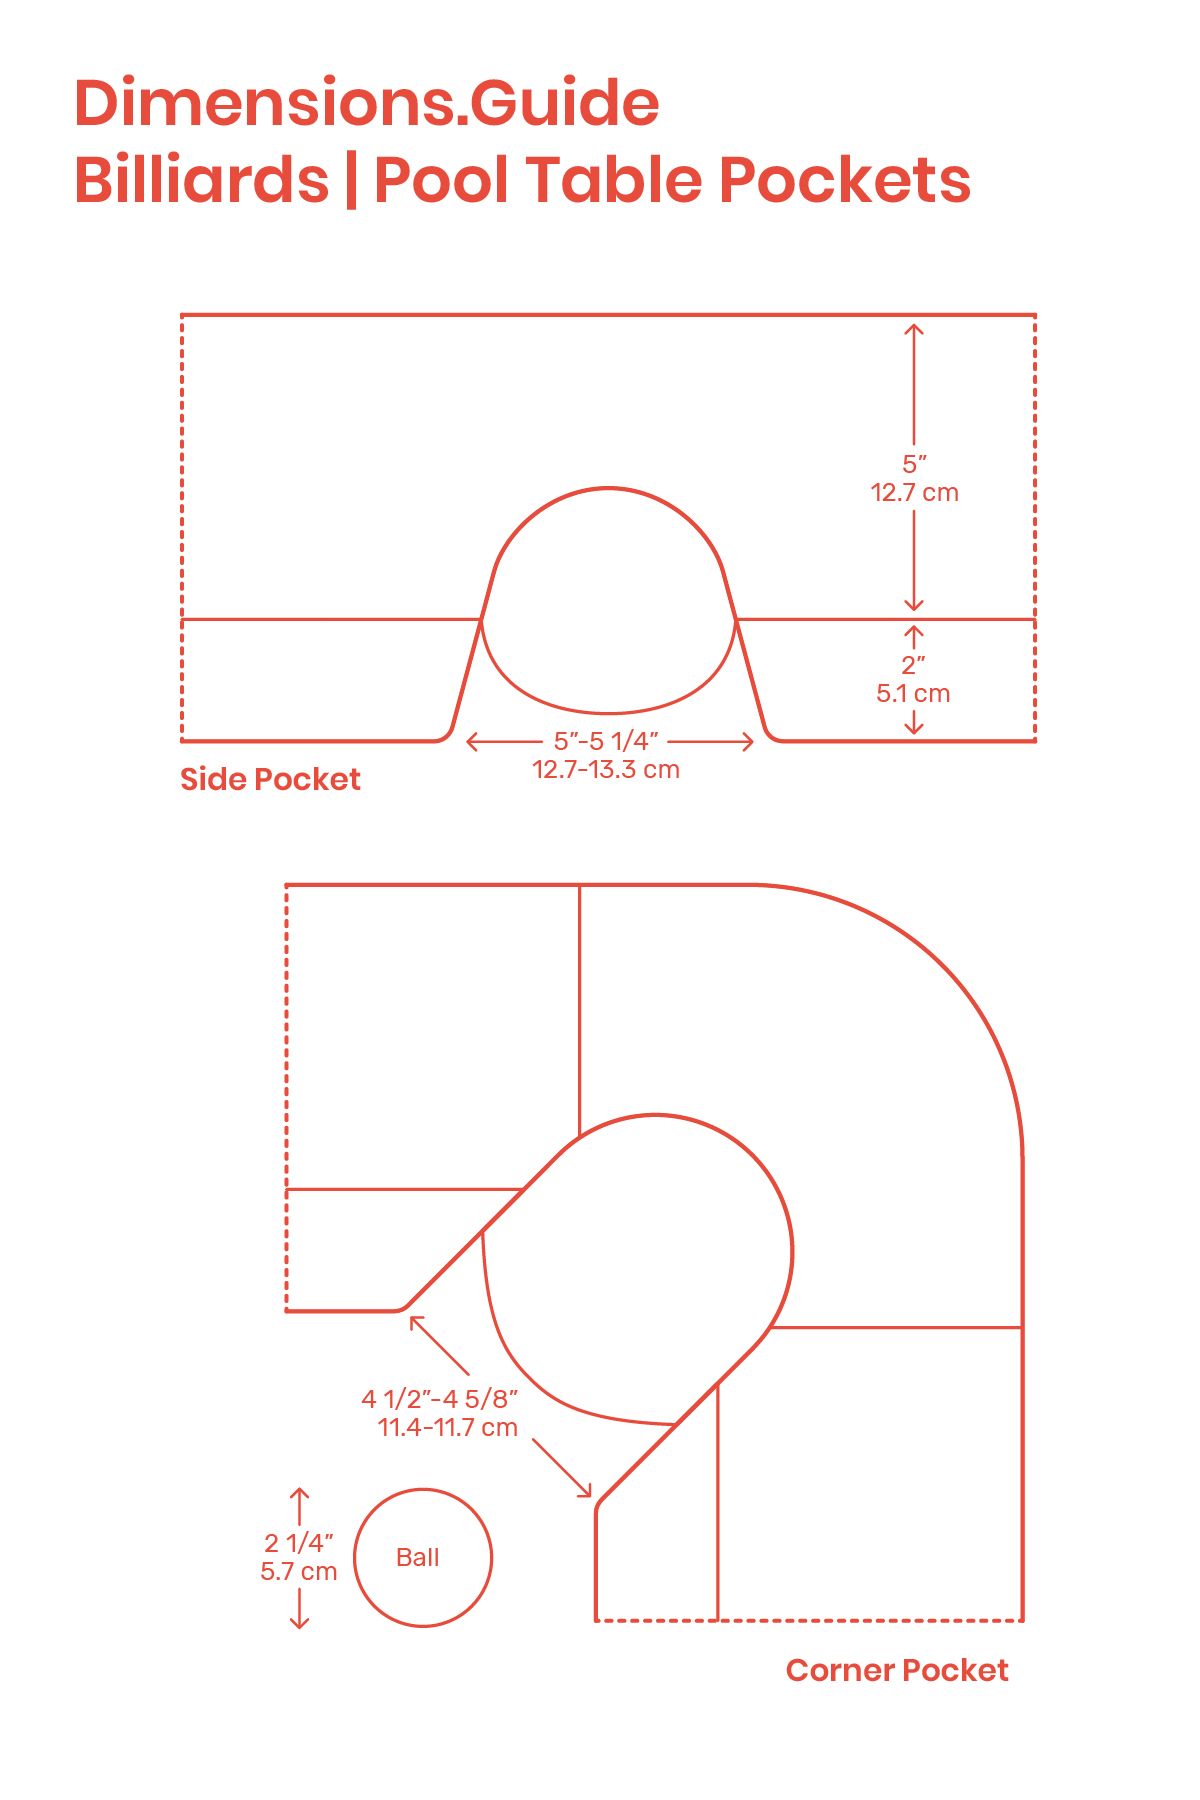 Dimensions.Guide
Billiards | Pool Table Pockets
5”
12.7 cm
2”
5.1 cm
5”-5 1/4”
12.7-13.3 cm
Side Pocket
4 1/2”-4 5/8”
11.4-11.7 cm
2 1/4”
5.7 cm
Ball
Corner Pocket